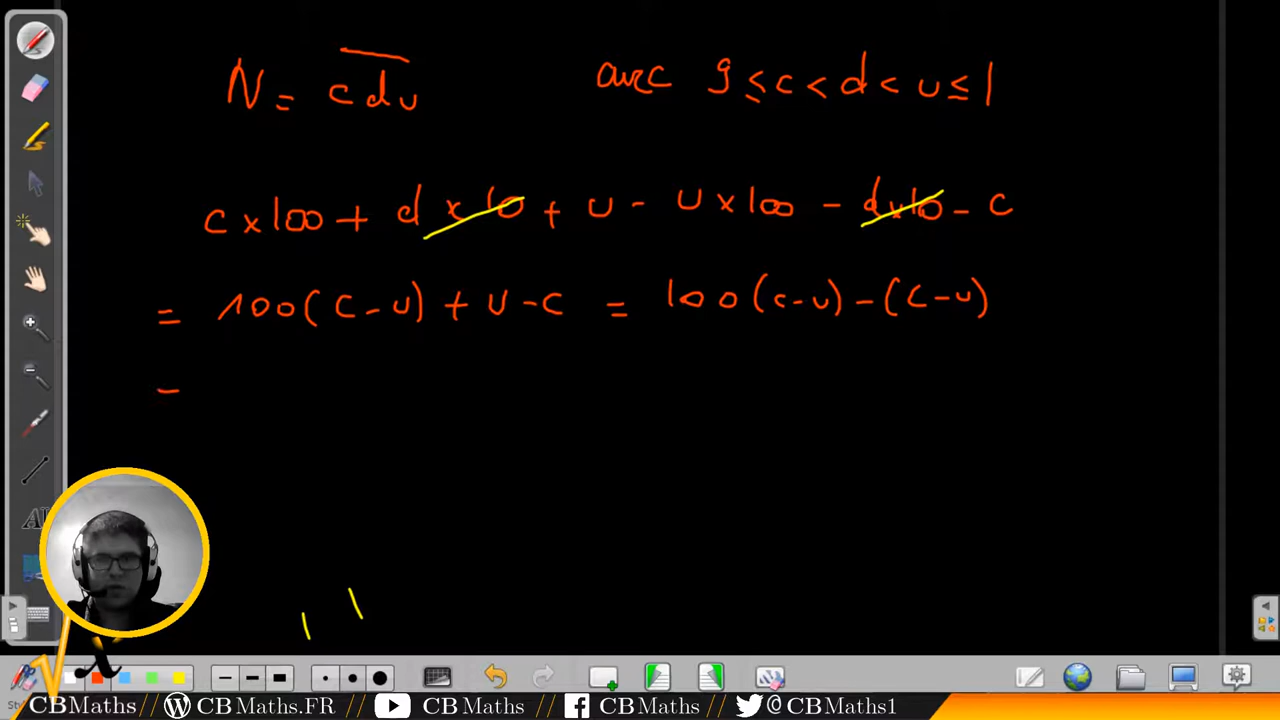 N = cdu avec 9 ≤ c < d < u ≤ 1
c x 100 + d x 10 + u - u x 100 - d x 10 - c
= 100(c - u) + u - c = 100(c - u) - (c - u)
=
CBMaths // CBMaths.FR // CBMaths // CBMaths // @CBMaths1